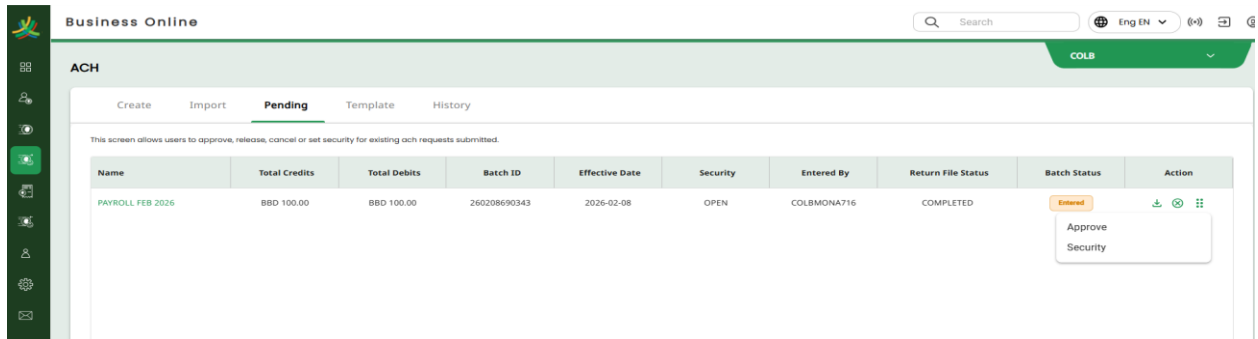 Business Online
Search
Eng EN
COLB
ACH
Create Import Pending Template History
This screen allows users to approve, release, cancel or set security for existing ach requests submitted.
Name Total Credits Total Debits Batch ID Effective Date Security Entered By Return File Status Batch Status Action
PAYROLL FEB 2026 BBD 100.00 BBD 100.00 260208690343 2026-02-08 OPEN COLBMONA716 COMPLETED Entered
Approve
Security